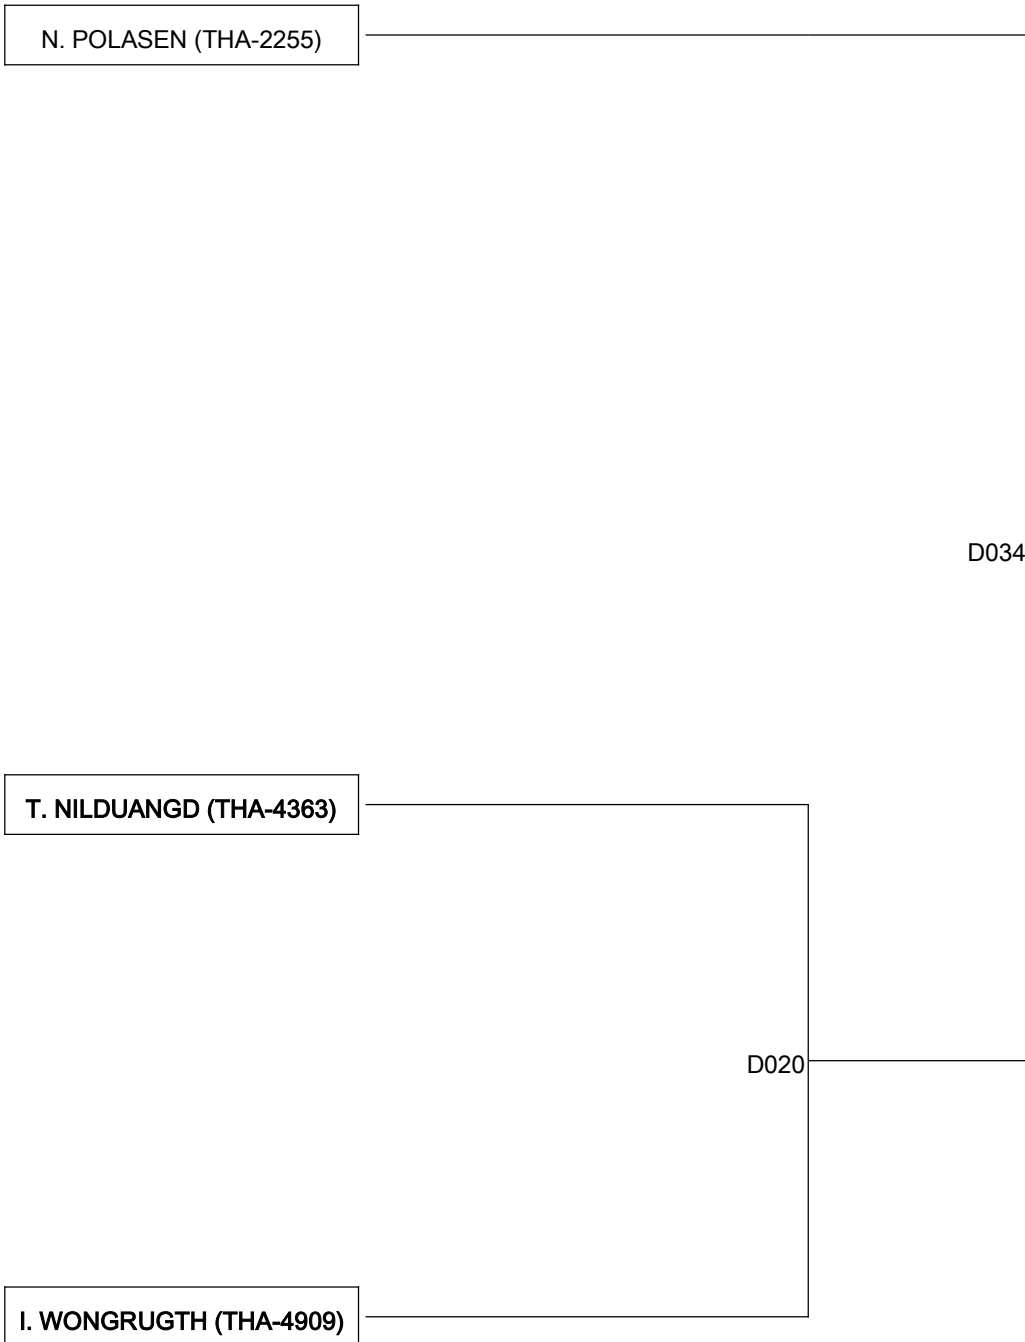 N. POLASEN (THA-2255)
D034
T. NILDUANGD (THA-4363)
D020
I. WONGRUGTH (THA-4909)